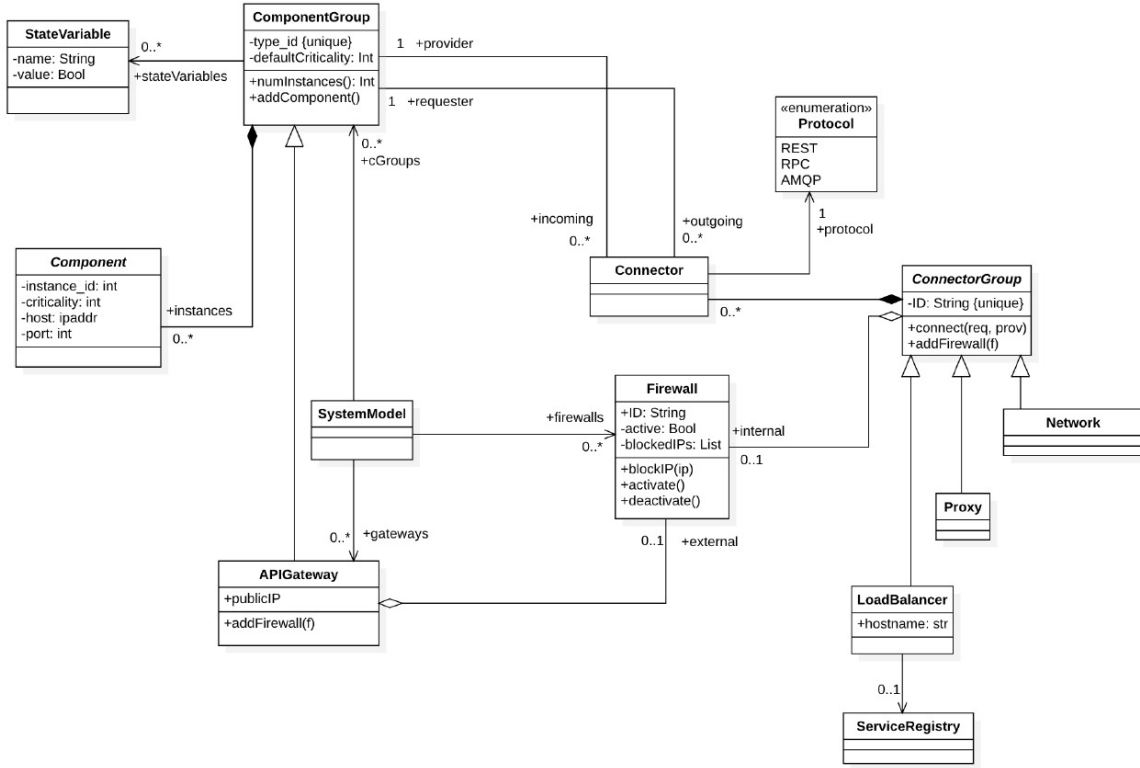 StateVariable
-name: String
-value: Bool
0..*
+stateVariables
ComponentGroup
-type_id {unique}
-defaultCriticality: Int
+numInstances(): Int
+addComponent()
1 +provider
1 +requester
0..*
+cGroups
«enumeration»
Protocol
REST
RPC
AMQP
1
+protocol
+incoming
0..*
+outgoing
0..*
Connector
0..*
Component
-instance_id: int
-criticality: int
-host: ipaddr
-port: int
+instances
0..*
ConnectorGroup
-ID: String {unique}
+connect(req, prov)
+addFirewall(f)
SystemModel
+firewalls
0..*
Firewall
+ID: String
-active: Bool
-blockedIPs: List
+blockIP(ip)
+activate()
+deactivate()
+internal
0..1
Network
Proxy
0..*
+gateways
0..1
+external
APIGateway
+publicIP
+addFirewall(f)
LoadBalancer
+hostname: str
0..1
ServiceRegistry